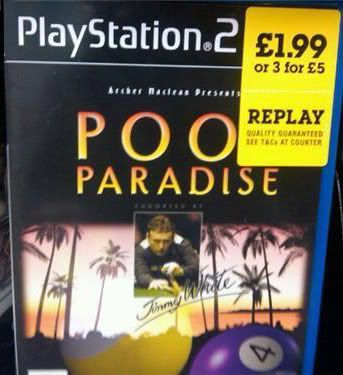 PlayStation®2
£1.99
or 3 for £5
REPLAY
QUALITY GUARANTEED
SEE T&Cs AT COUNTER
Archer Maclean Presents
POO
PARADISE
ENDORSED BY
Jimmy White
4